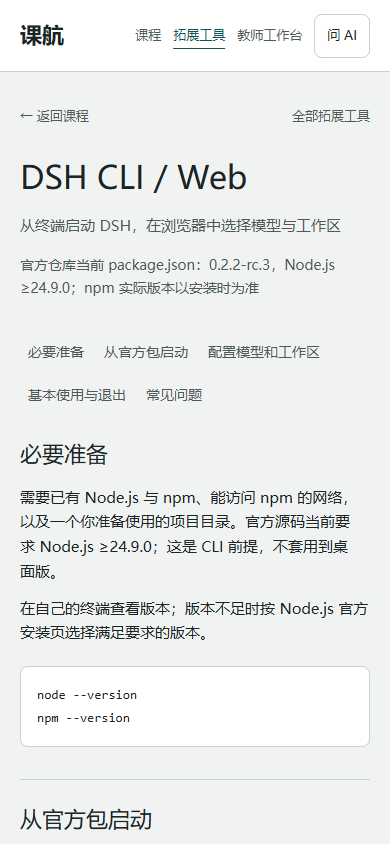 课航
课程 拓展工具 教师工作台 问 AI
← 返回课程 全部拓展工具
DSH CLI / Web
从终端启动 DSH，在浏览器中选择模型与工作区
官方仓库当前 package.json：0.2.2-rc.3，Node.js
≥24.9.0；npm 实际版本以安装时为准
必要准备 从官方包启动 配置模型和工作区
基本使用与退出 常见问题
必要准备
需要已有 Node.js 与 npm、能访问 npm 的网络，
以及一个你准备使用的项目目录。官方源码当前要
求 Node.js ≥24.9.0；这是 CLI 前提，不套用到桌
面版。
在自己的终端查看版本；版本不足时按 Node.js 官方
安装页选择满足要求的版本。
node --version
npm --version
从官方包启动